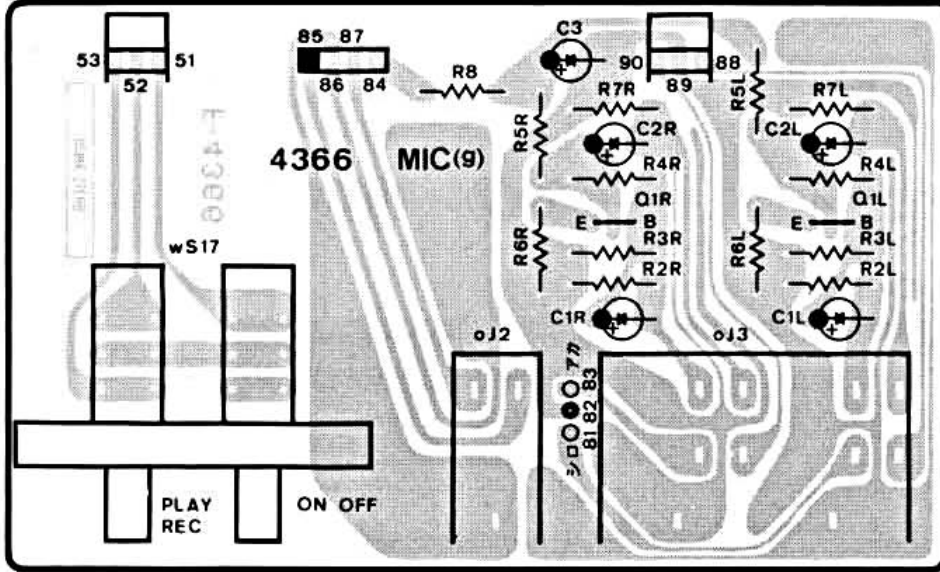 85 87
53 51
52
86 84
C3
90 88
89
R8
R7R
R5L
R7L
R5R
C2R
C2L
4366
MIC(g)
R4R
R4L
F-4366
Q1R
Q1L
E B
E B
R6R
R3R
R6L
R3L
wS17
R2R
R2L
C1R
C1L
oJ2
oJ3
シロ アカ
81 82 83
PLAY
REC
ON OFF